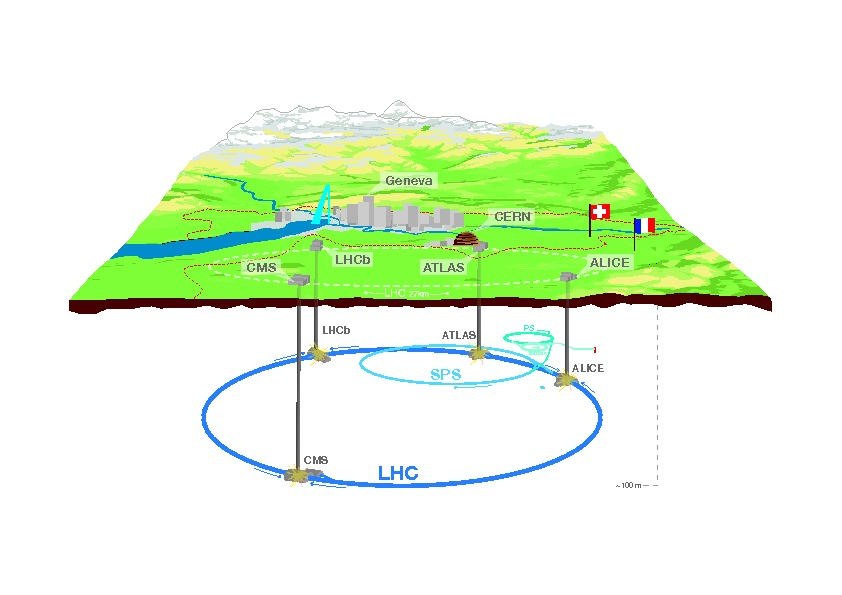 Geneva
CERN
CMS
LHCb
ATLAS
ALICE
LHC 27km
LHCb
ATLAS
PS
SPS
ALICE
CMS
LHC
~100 m